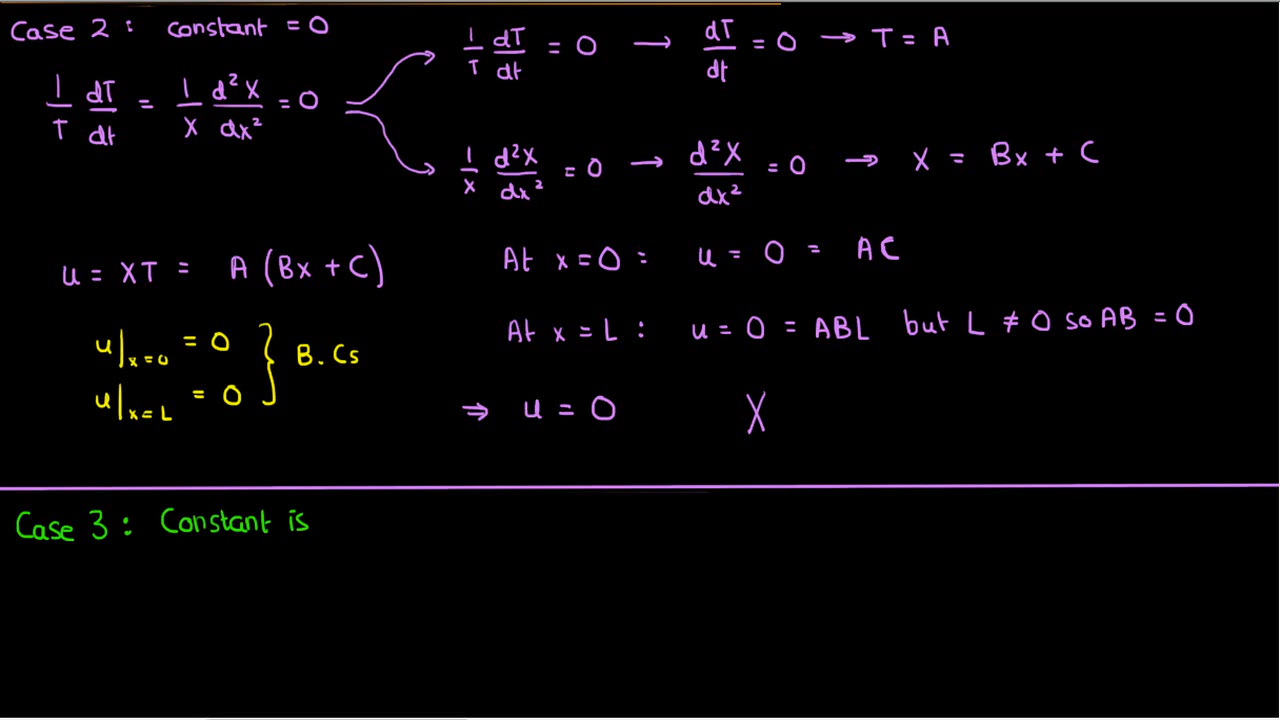 Case 2 : constant = 0
1/T dT/dt = 1/X d²X/dx² = 0
1/T dT/dt = 0 → dT/dt = 0 → T = A
1/X d²X/dx² = 0 → d²X/dx² = 0 → X = Bx + C
u = XT = A (Bx + C)
u|x=0 = 0
u|x=L = 0
B.Cs
At x=0 : u = 0 = AC
At x = L : u = 0 = ABL but L ≠ 0 so AB = 0
⇒ u = 0 X
Case 3 : Constant is